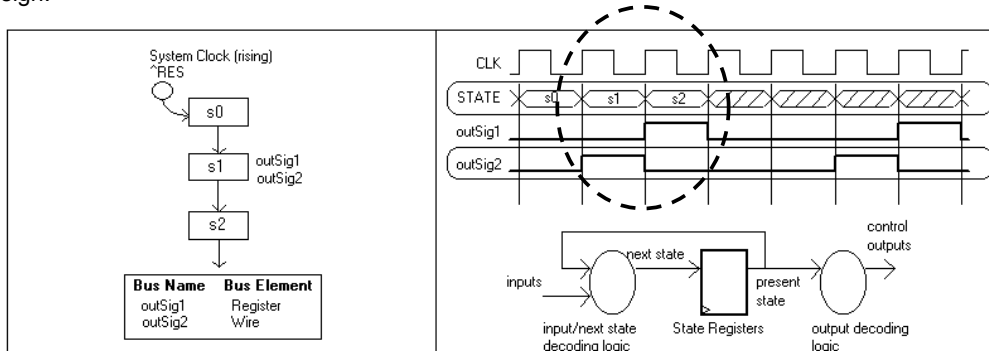 sign.
System Clock (rising)
^RES
s0
s1
outSig1
outSig2
s2
Bus Name Bus Element
outSig1 Register
outSig2 Wire
CLK
STATE s0 s1 s2
outSig1
outSig2
control
outputs
next state
inputs
present
state
input/next state
decoding logic
State Registers
output decoding
logic